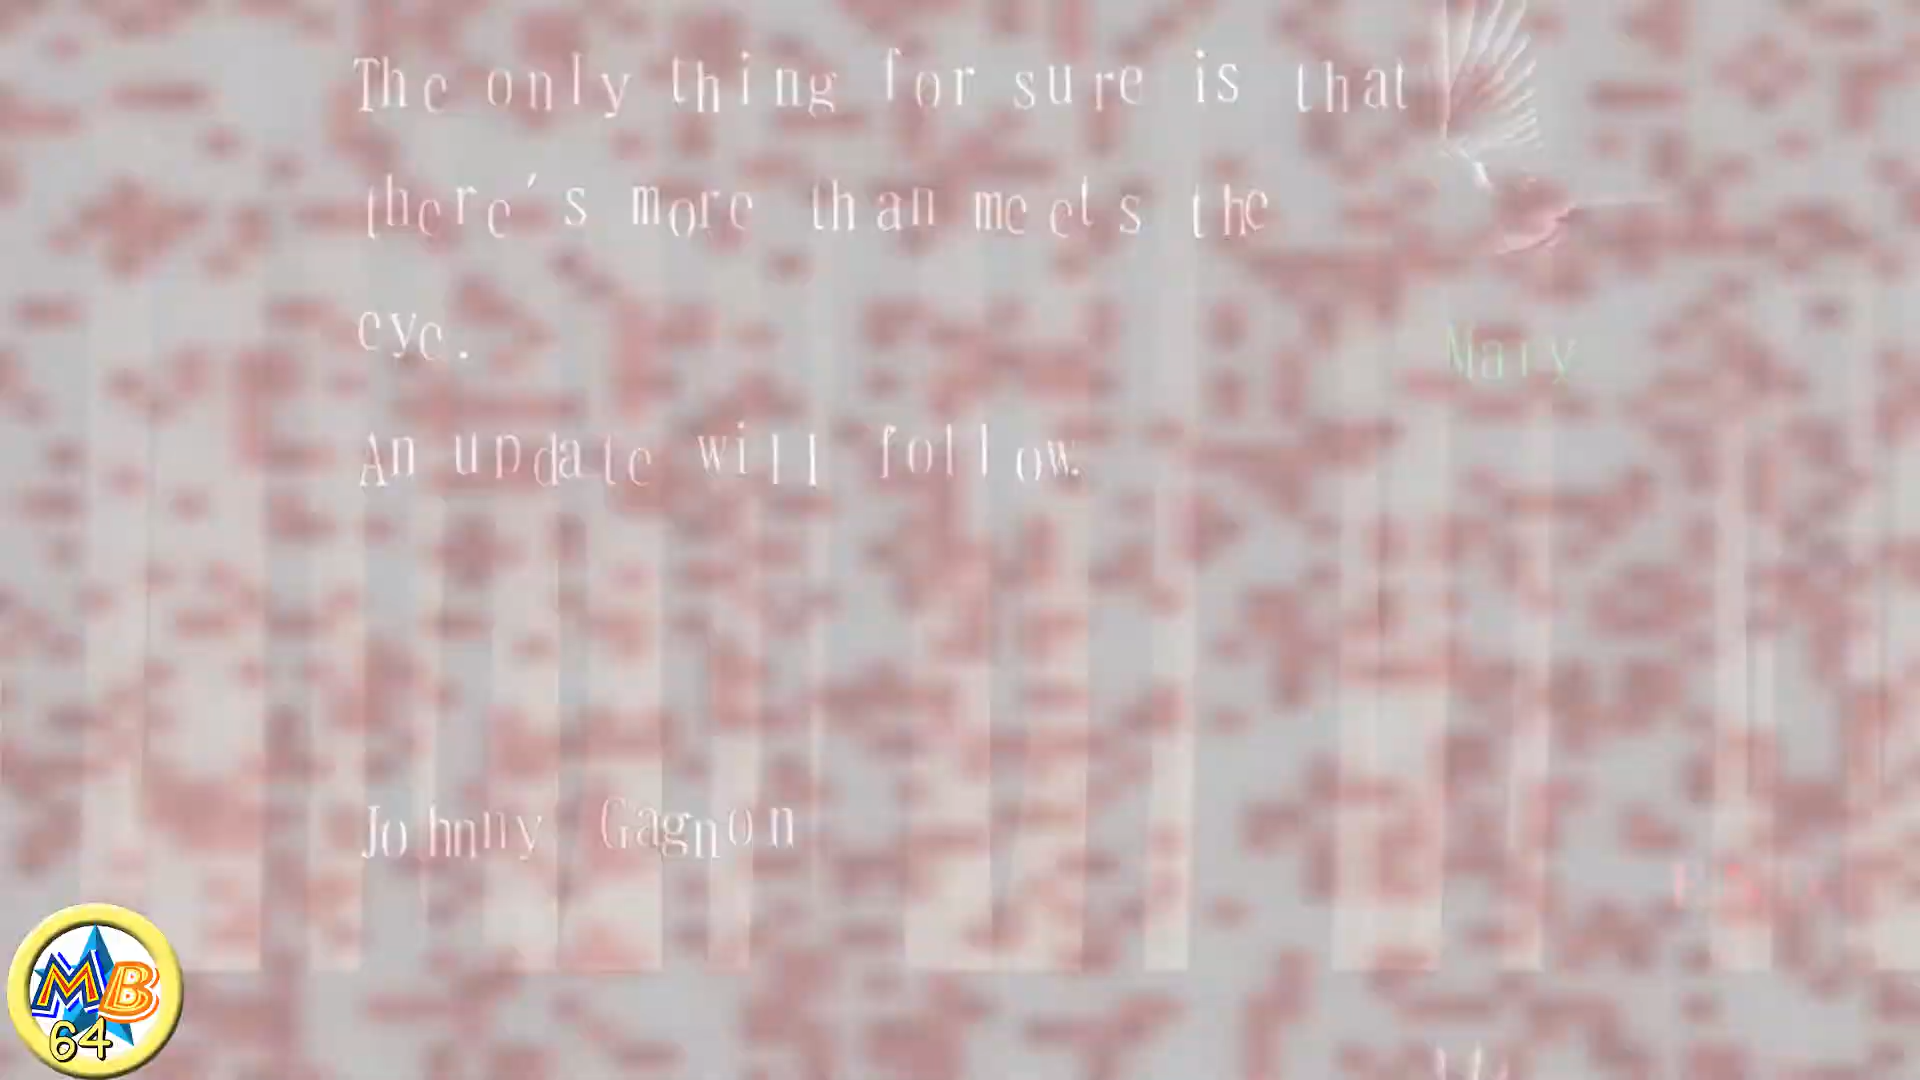 The only thing for sure is that
there's more than meets the
eye.
Mary
An update will follow.
Johnny Gagnon
MB
64